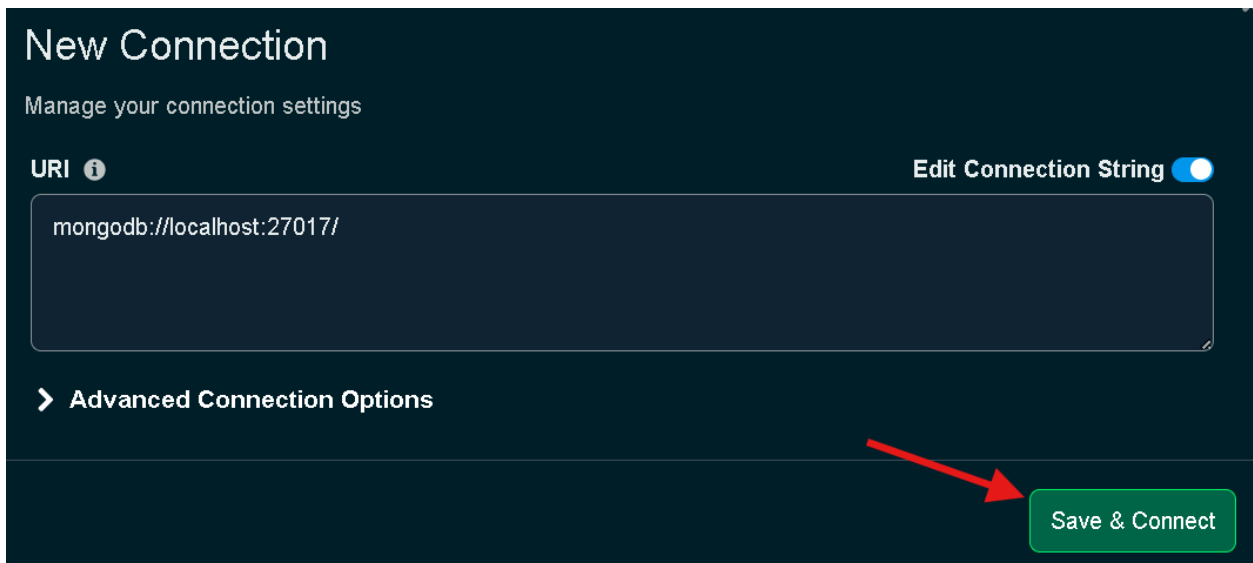 New Connection
Manage your connection settings
URI
Edit Connection String
mongodb://localhost:27017/
Advanced Connection Options
Save & Connect